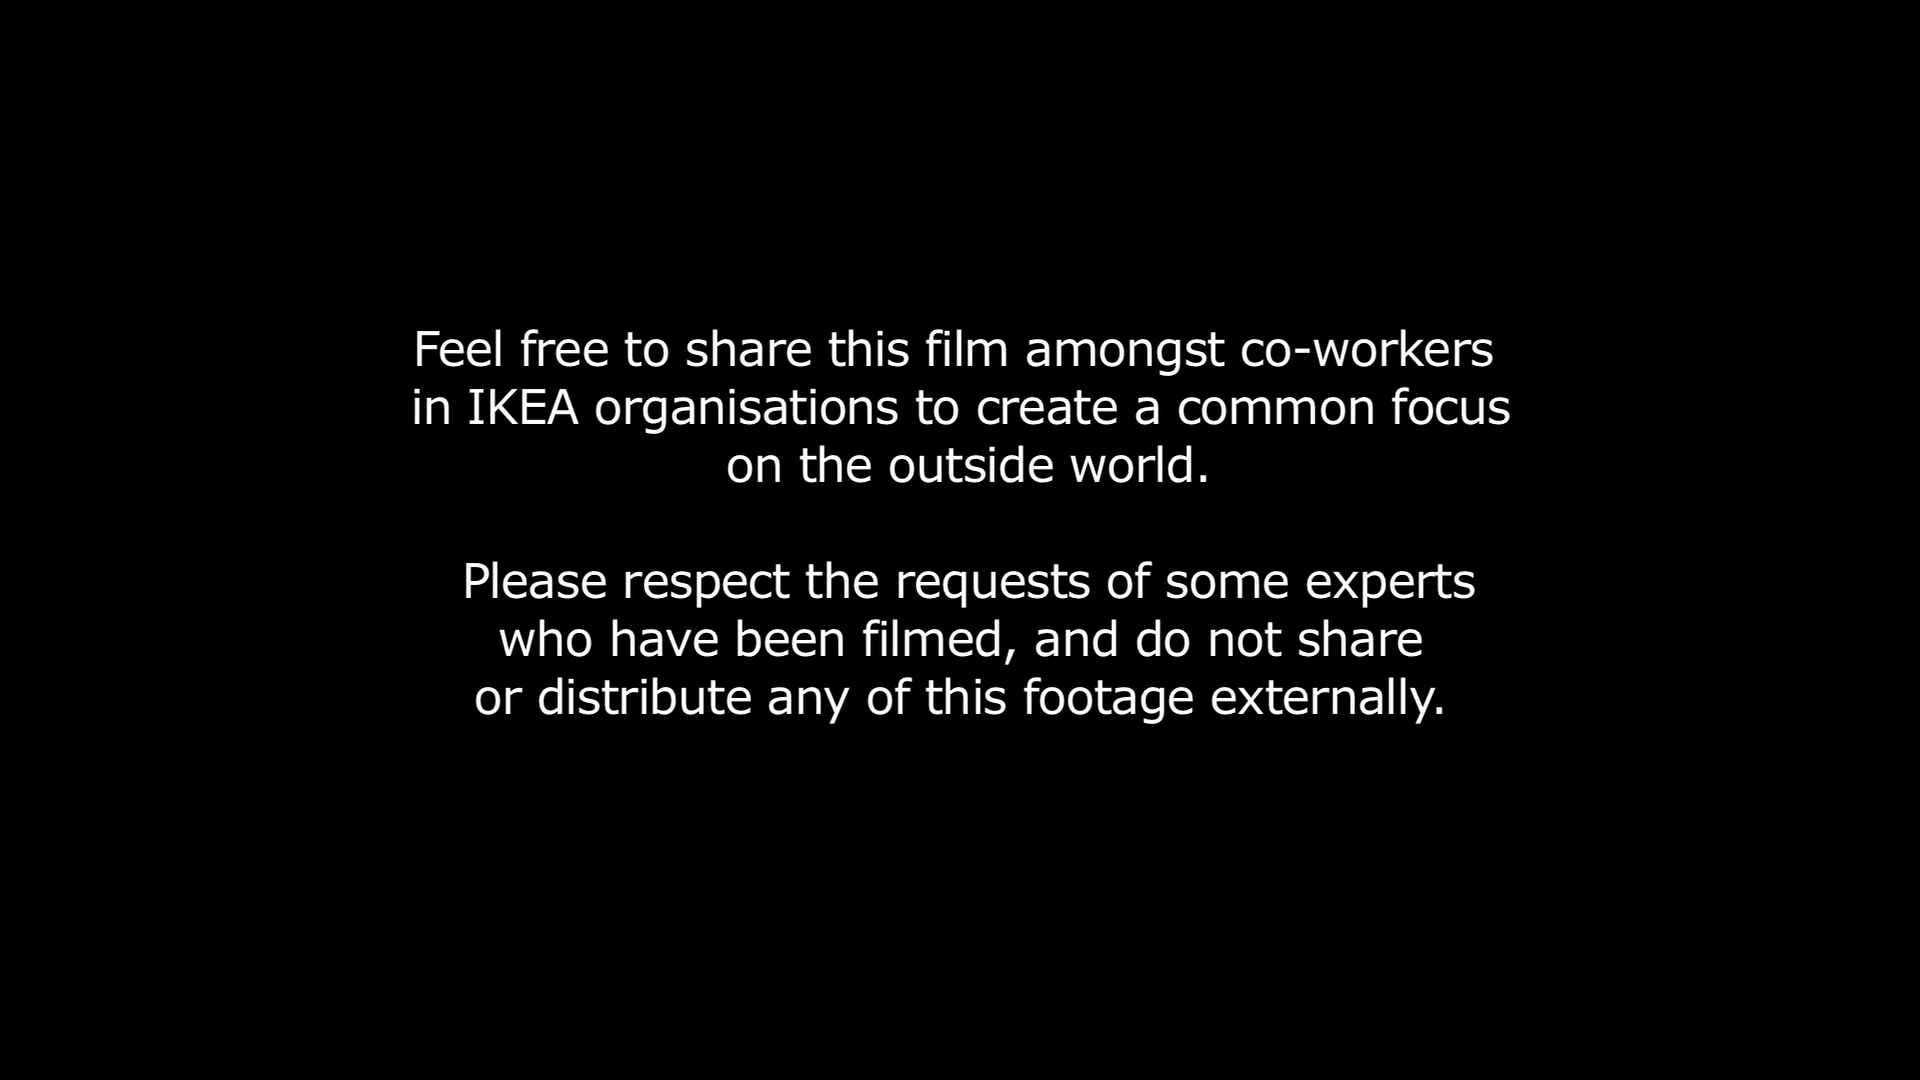 Feel free to share this film amongst co-workers
in IKEA organisations to create a common focus
on the outside world.
Please respect the requests of some experts
who have been filmed, and do not share
or distribute any of this footage externally.